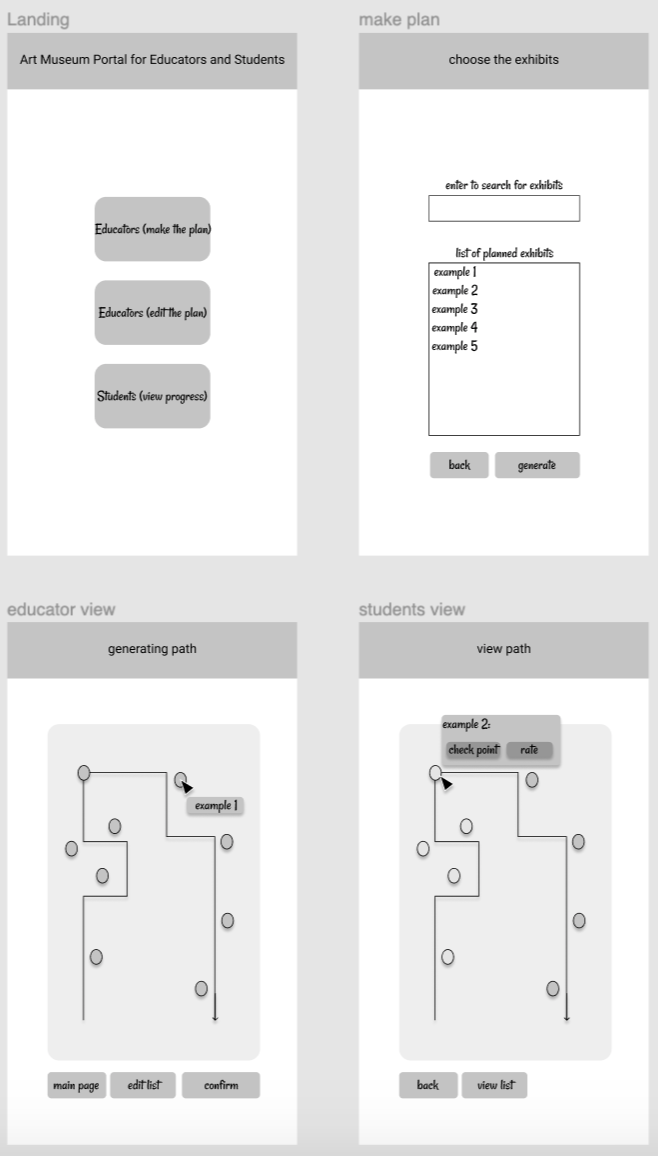 Landing
Art Museum Portal for Educators and Students
Educators (make the plan)
Educators (edit the plan)
Students (view progress)
make plan
choose the exhibits
enter to search for exhibits
list of planned exhibits
example 1
example 2
example 3
example 4
example 5
back
generate
educator view
generating path
example 1
main page
edit list
confirm
students view
view path
example 2:
check point
rate
back
view list